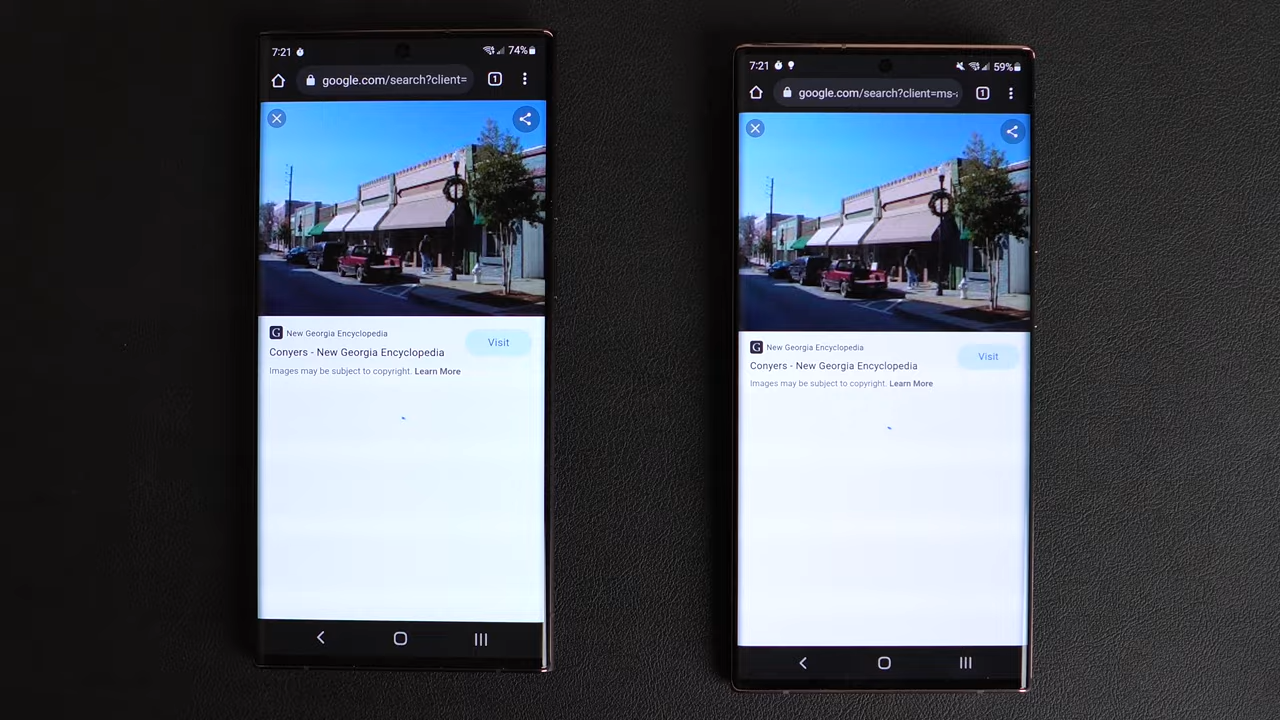 7:21
74%
google.com/search?client=
1
G New Georgia Encyclopedia
Visit
Conyers - New Georgia Encyclopedia
Images may be subject to copyright. Learn More
7:21
59%
google.com/search?client=ms-
1
G New Georgia Encyclopedia
Visit
Conyers - New Georgia Encyclopedia
Images may be subject to copyright. Learn More